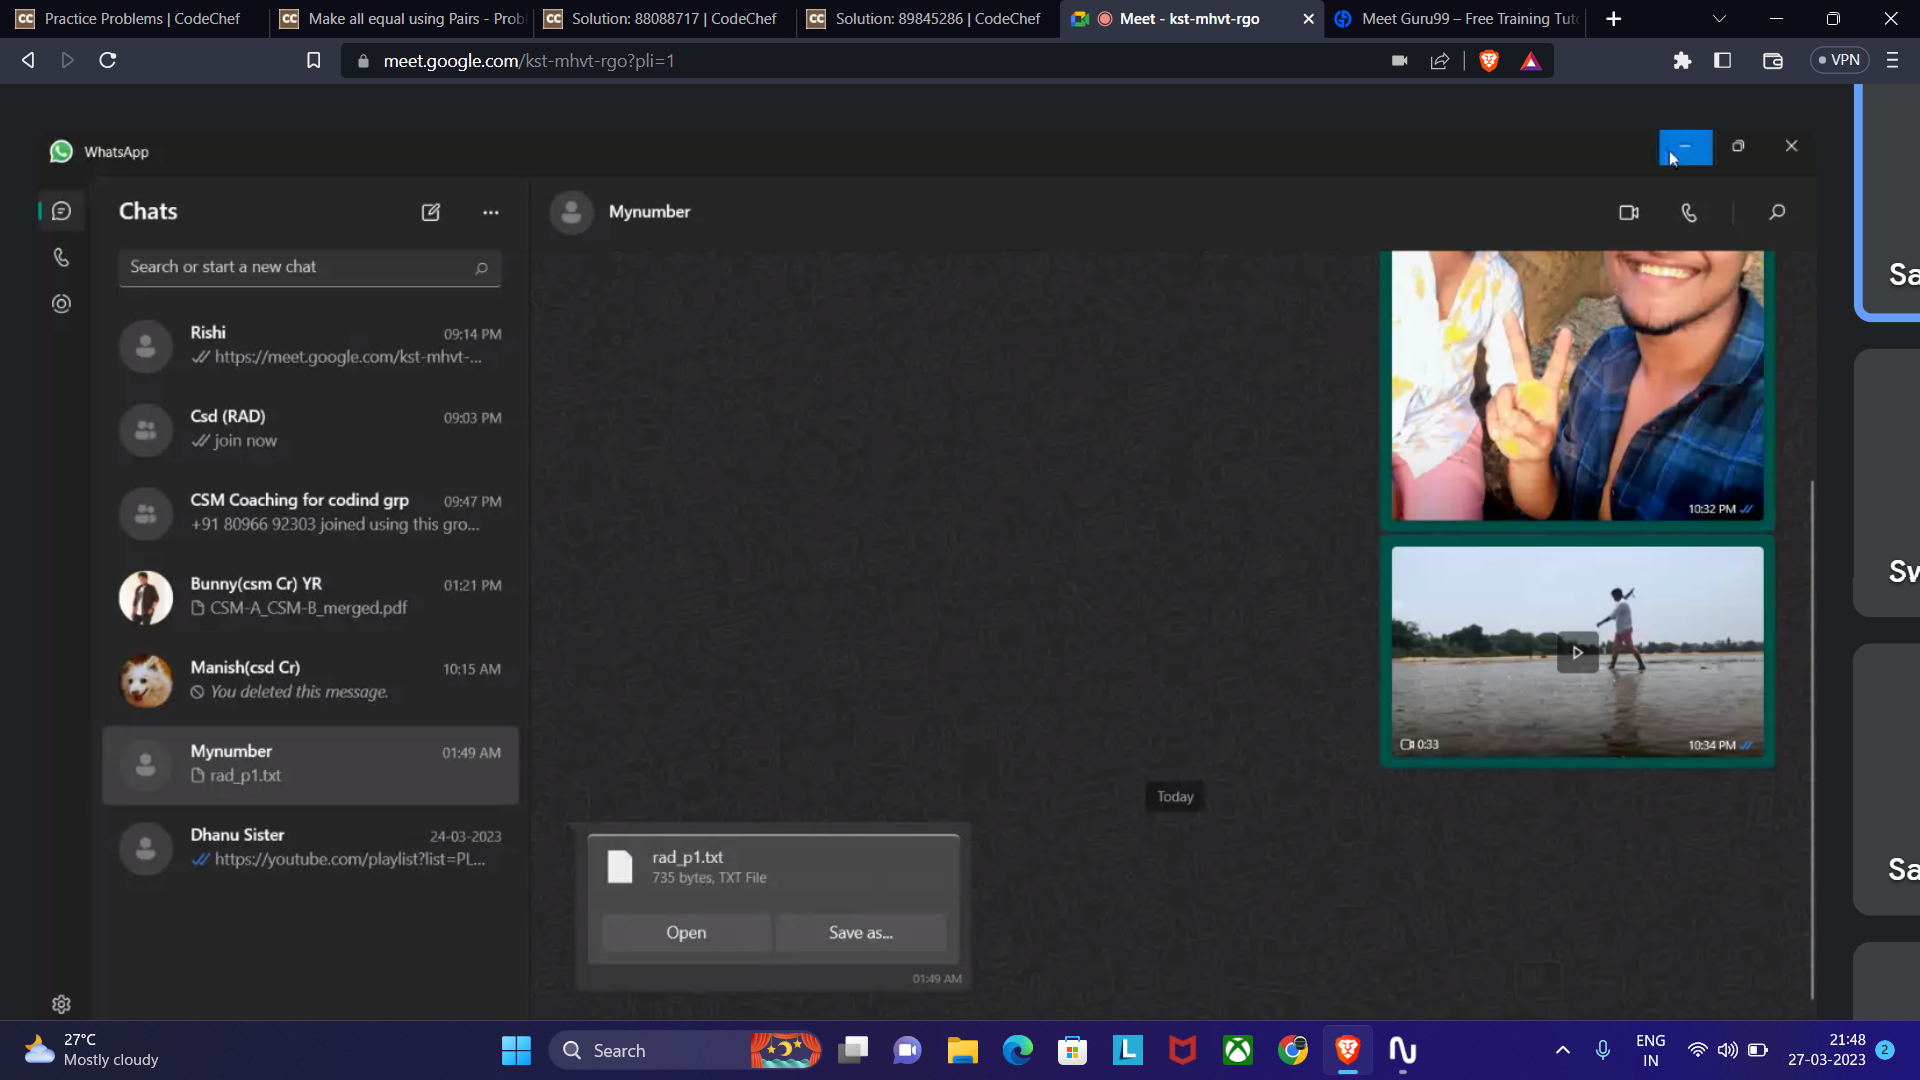 Practice Problems | CodeChef
Make all equal using Pairs - Prob
Solution: 88088717 | CodeChef
Solution: 89845286 | CodeChef
Meet - kst-mhvt-rgo
Meet Guru99 – Free Training Tut
meet.google.com/kst-mhvt-rgo?pli=1
VPN
WhatsApp
Chats
Mynumber
Search or start a new chat
Rishi 09:14 PM
https://meet.google.com/kst-mhvt-...
Csd (RAD) 09:03 PM
join now
CSM Coaching for codind grp 09:47 PM
+91 80966 92303 joined using this gro...
Bunny(csm Cr) YR 01:21 PM
CSM-A_CSM-B_merged.pdf
Manish(csd Cr) 10:15 AM
You deleted this message.
Mynumber 01:49 AM
rad_p1.txt
Dhanu Sister 24-03-2023
https://youtube.com/playlist?list=PL...
10:32 PM
0:33 10:34 PM
Today
rad_p1.txt
735 bytes, TXT File
Open Save as...
01:49 AM
Sa
Sw
Sa
27°C
Mostly cloudy
Search
ENG
IN
21:48
27-03-2023
2